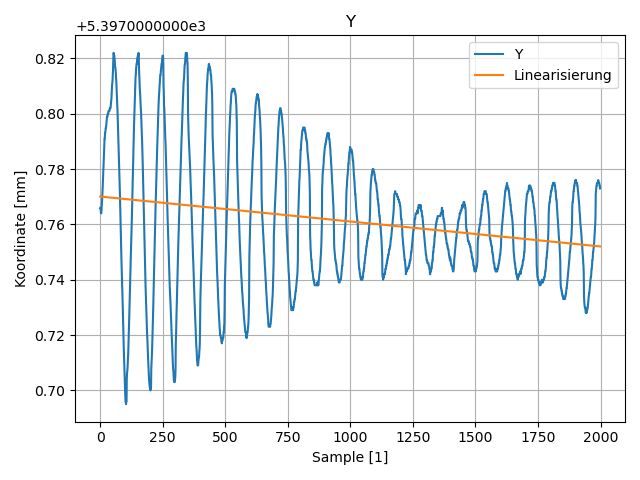 Y
+5.3970000000e3
Y
Linearisierung
0.82
0.80
0.78
0.76
0.74
0.72
0.70
Koordinate [mm]
0 250 500 750 1000 1250 1500 1750 2000
Sample [1]